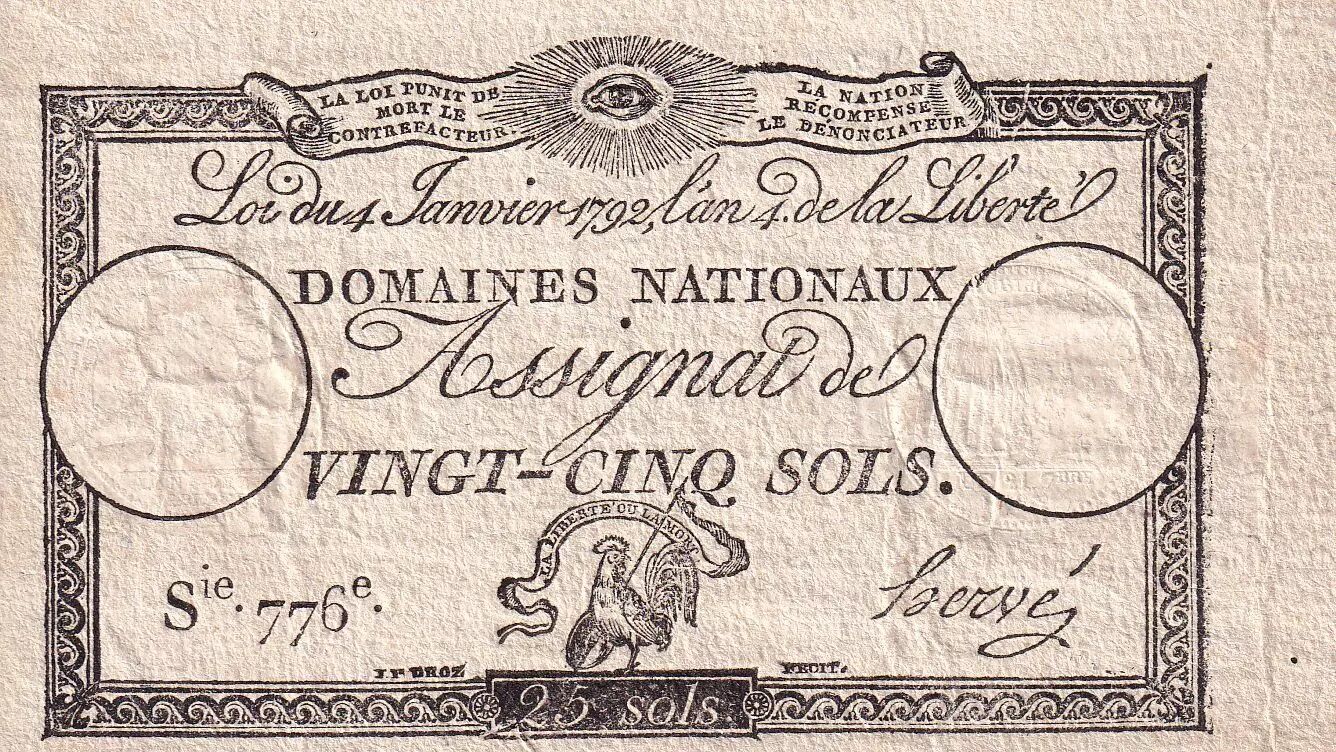 LA LOI PUNIT DE
MORT LE
CONTREFACTEUR.
LA NATION
RECOMPENSE
LE DENONCIATEUR
Loi du 4 Janvier 1792, l'an 4. de la Liberté
DOMAINES NATIONAUX
Assignat de
VINGT-CINQ SOLS.
LA LIBERTÉ OU LA MORT
Sie. 776e.
hervé
J.P DROZ FECIT.
25 sols.